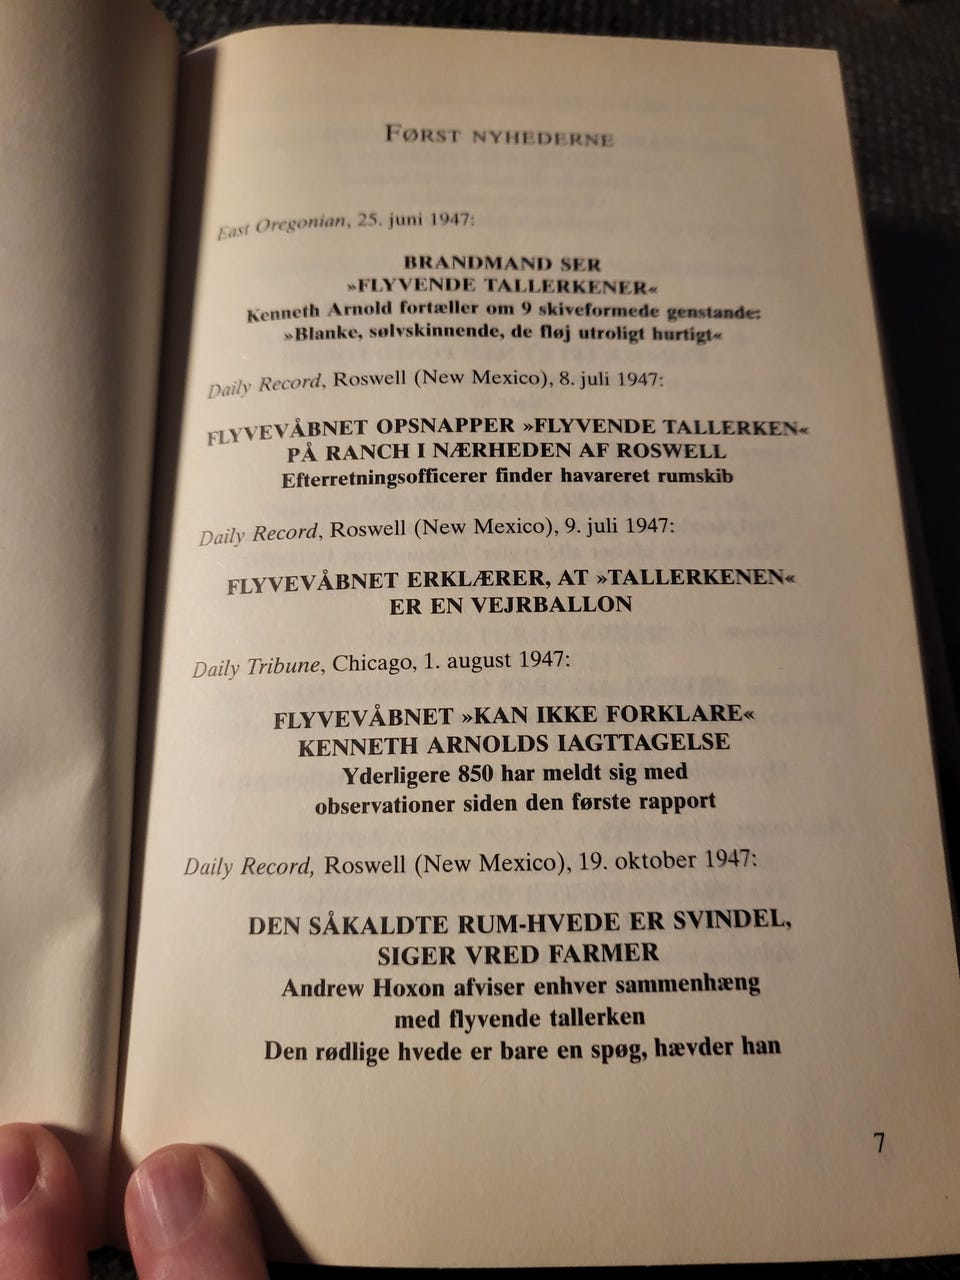 FØRST NYHEDERNE
East Oregonian, 25. juni 1947:
BRANDMAND SER
»FLYVENDE TALLERKENER«
Kenneth Arnold fortæller om 9 skiveformede genstande:
»Blanke, sølvskinnende, de fløj utroligt hurtigt«
Daily Record, Roswell (New Mexico), 8. juli 1947:
FLYVEVÅBNET OPSNAPPER »FLYVENDE TALLERKEN«
PÅ RANCH I NÆRHEDEN AF ROSWELL
Efterretningsofficerer finder havareret rumskib
Daily Record, Roswell (New Mexico), 9. juli 1947:
FLYVEVÅBNET ERKLÆRER, AT »TALLERKENEN«
ER EN VEJRBALLON
Daily Tribune, Chicago, 1. august 1947:
FLYVEVÅBNET »KAN IKKE FORKLARE«
KENNETH ARNOLDS IAGTTAGELSE
Yderligere 850 har meldt sig med
observationer siden den første rapport
Daily Record, Roswell (New Mexico), 19. oktober 1947:
DEN SÅKALDTE RUM-HVEDE ER SVINDEL,
SIGER VRED FARMER
Andrew Hoxon afviser enhver sammenhæng
med flyvende tallerken
Den rødlige hvede er bare en spøg, hævder han
7